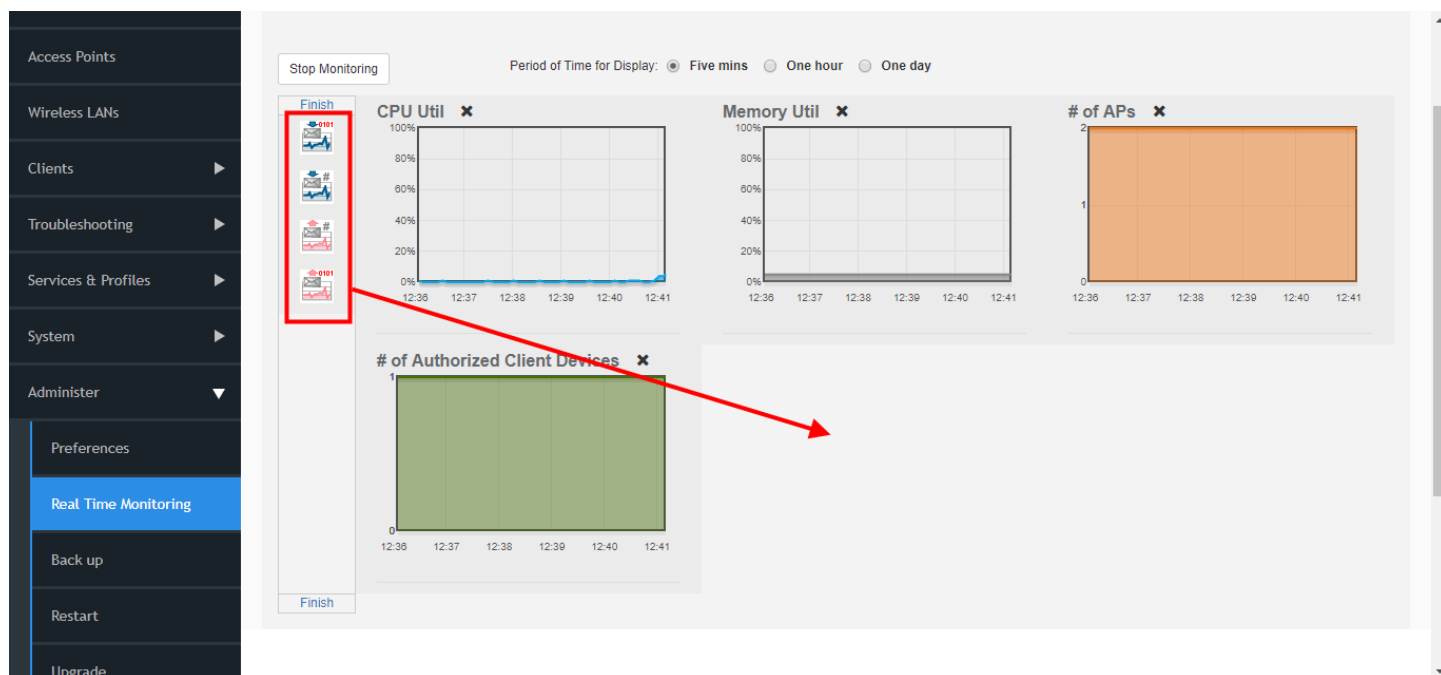 Access Points
Wireless LANs
Clients
Troubleshooting
Services & Profiles
System
Administer
Preferences
Real Time Monitoring
Back up
Restart
Upgrade
Stop Monitoring
Period of Time for Display: Five mins One hour One day
Finish
0101
#
#
0101
Finish
CPU Util
100%
80%
60%
40%
20%
0%
12:36 12:37 12:38 12:39 12:40 12:41
Memory Util
100%
80%
60%
40%
20%
0%
12:36 12:37 12:38 12:39 12:40 12:41
# of APs
2
1
0
12:36 12:37 12:38 12:39 12:40 12:41
# of Authorized Client Devices
1
0
12:36 12:37 12:38 12:39 12:40 12:41